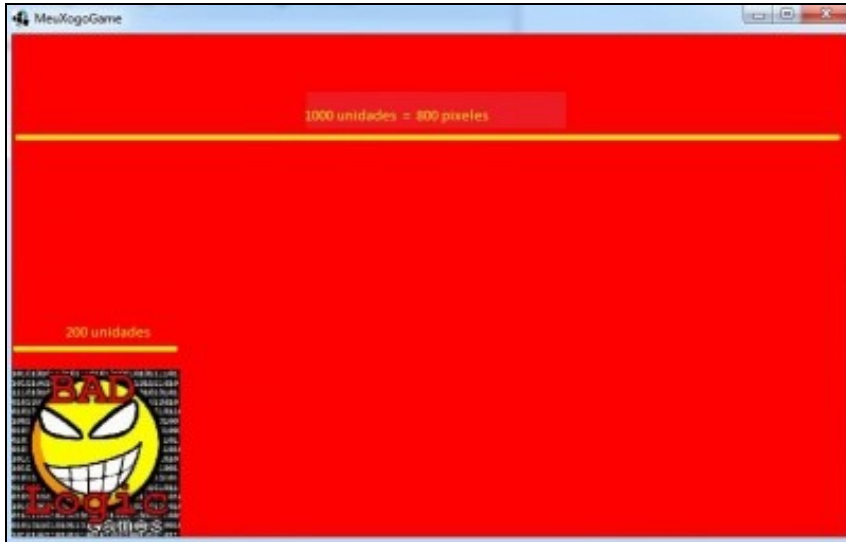 MeuXogoGame
1000 unidades = 800 pixeles
200 unidades
BAD
Logic
GAMES